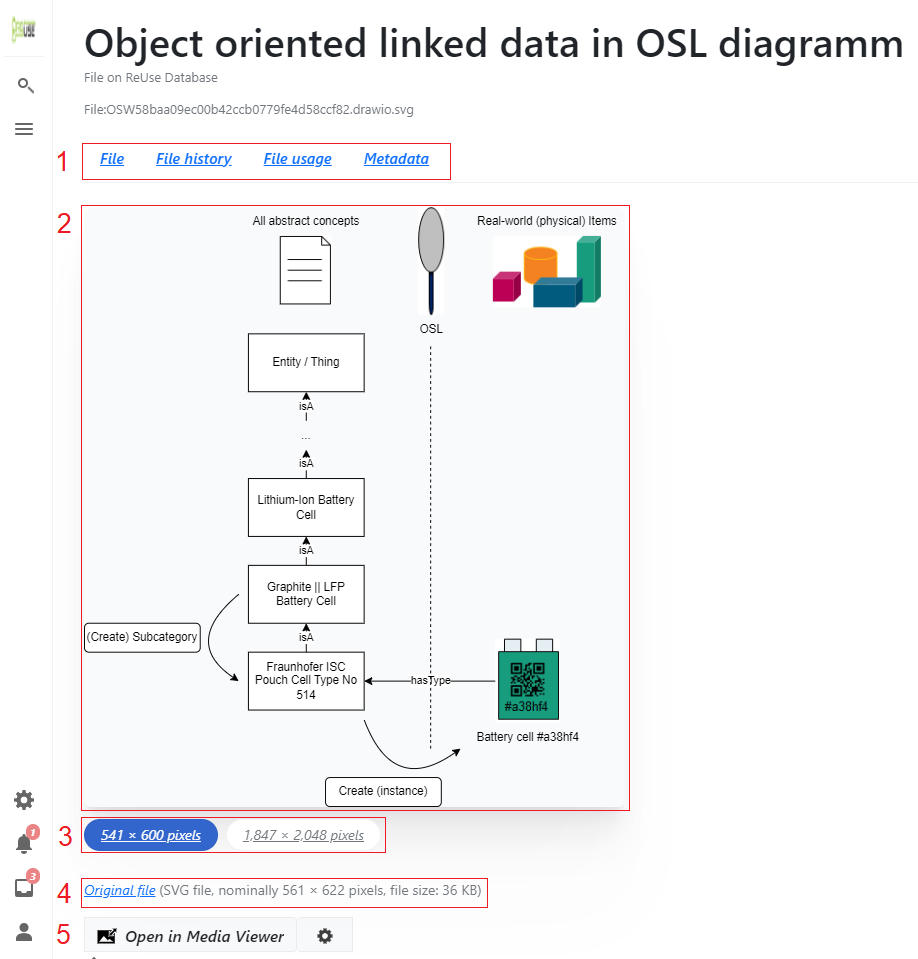 Object oriented linked data in OSL diagramm
File on ReUse Database
File:OSW58baa09ec00b42ccb0779fe4d58ccf82.drawio.svg
1
File File history File usage Metadata
2
All abstract concepts
Real-world (physical) Items
OSL
Entity / Thing
isA
...
isA
Lithium-Ion Battery
Cell
isA
Graphite || LFP
Battery Cell
(Create) Subcategory
isA
Fraunhofer ISC
Pouch Cell Type No
514
hasType
#a38hf4
Battery cell #a38hf4
Create (instance)
3
541 × 600 pixels 1,847 × 2,048 pixels
4
Original file (SVG file, nominally 561 × 622 pixels, file size: 36 KB)
5
Open in Media Viewer
1
3